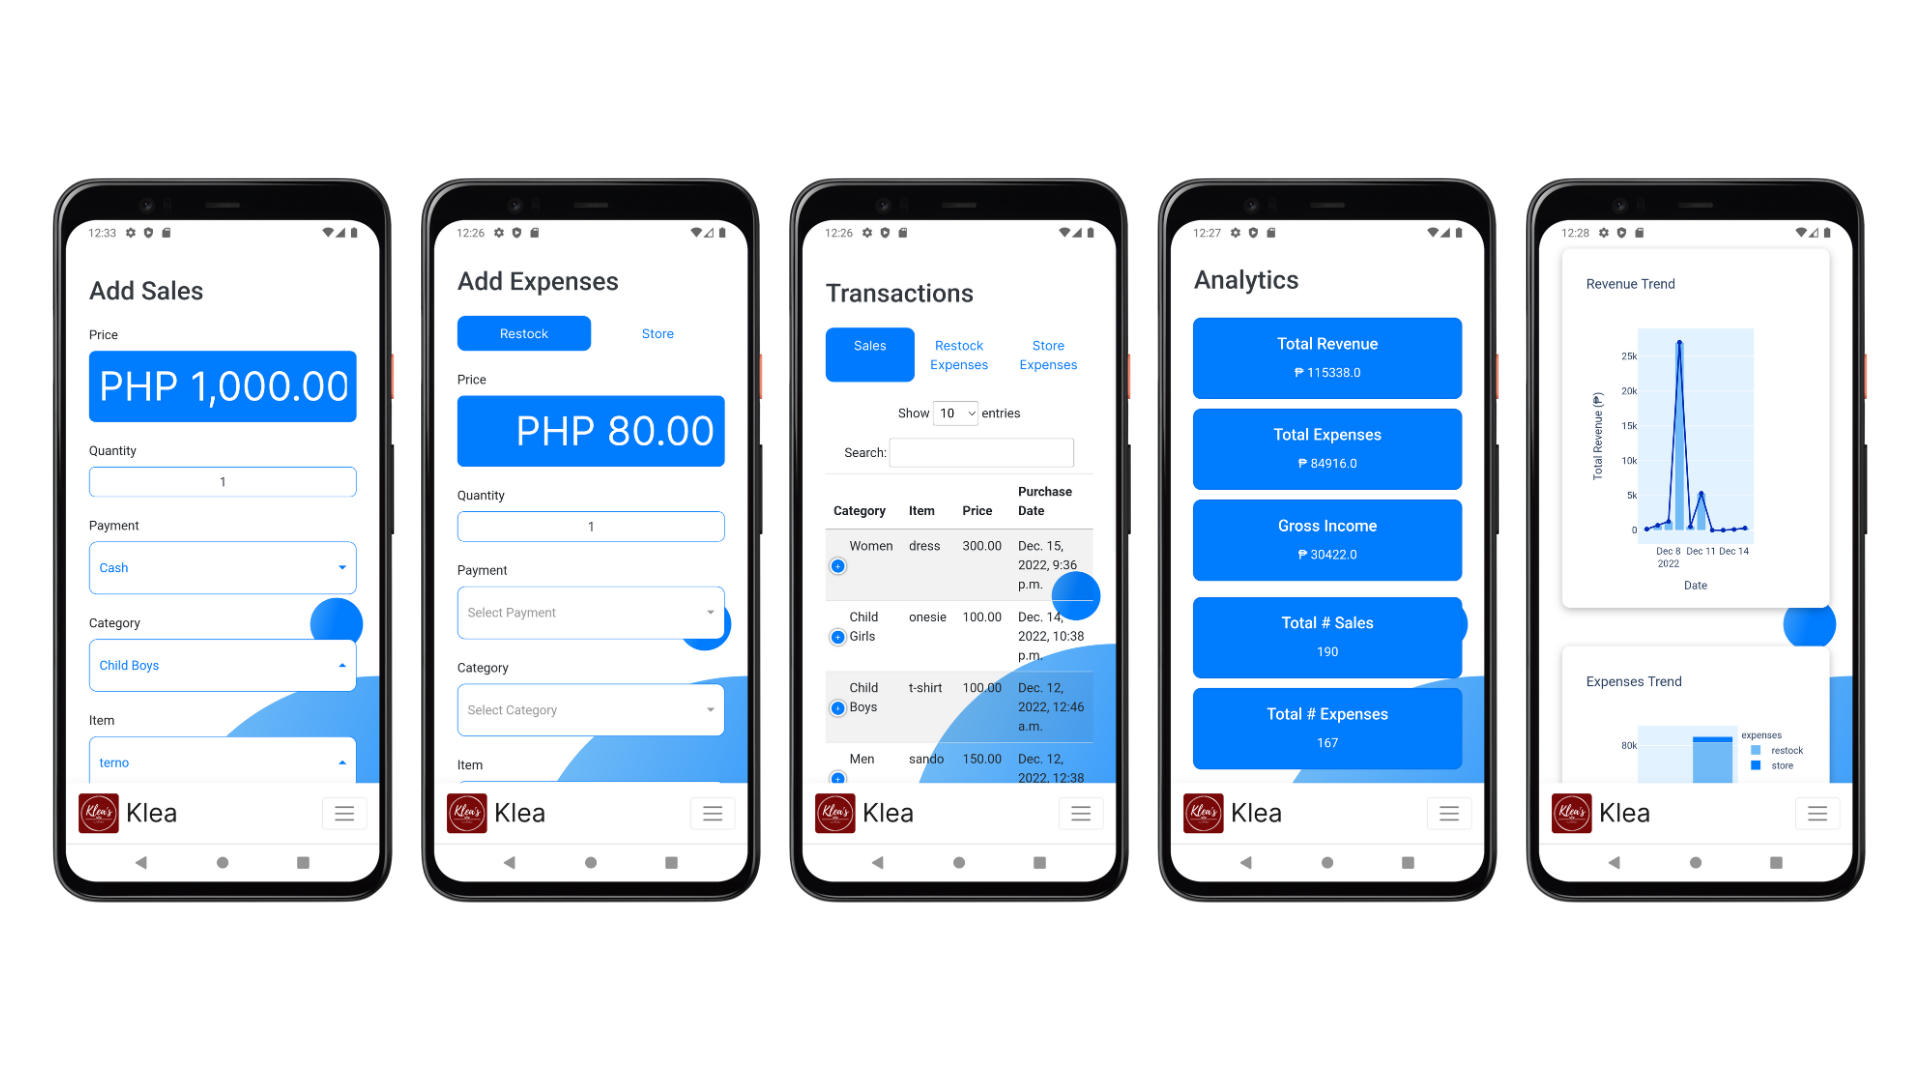 12:33
Add Sales
Price
PHP 1,000.00
Quantity
1
Payment
Cash
Category
Child Boys
Item
terno
Klea's
Klea
12:26
Add Expenses
Restock
Store
Price
PHP 80.00
Quantity
1
Payment
Select Payment
Category
Select Category
Item
Klea's
Klea
12:26
Transactions
Sales
Restock
Expenses
Store
Expenses
Show 10 entries
Search:
Category Item Price Purchase
Date
Women dress 300.00 Dec. 15,
2022, 9:36
p.m.
Child
Girls onesie 100.00 Dec. 14,
2022, 10:38
p.m.
Child
Boys t-shirt 100.00 Dec. 12,
2022, 12:46
a.m.
Men sando 150.00 Dec. 12,
2022, 12:38
Klea's
Klea
12:27
Analytics
Total Revenue
₱ 115338.0
Total Expenses
₱ 84916.0
Gross Income
₱ 30422.0
Total # Sales
190
Total # Expenses
167
Klea's
Klea
12:28
Revenue Trend
Total Revenue (₱)
25k
20k
15k
10k
5k
0
Dec 8 Dec 11 Dec 14
2022
Date
Expenses Trend
80k
expenses
restock
store
Klea's
Klea